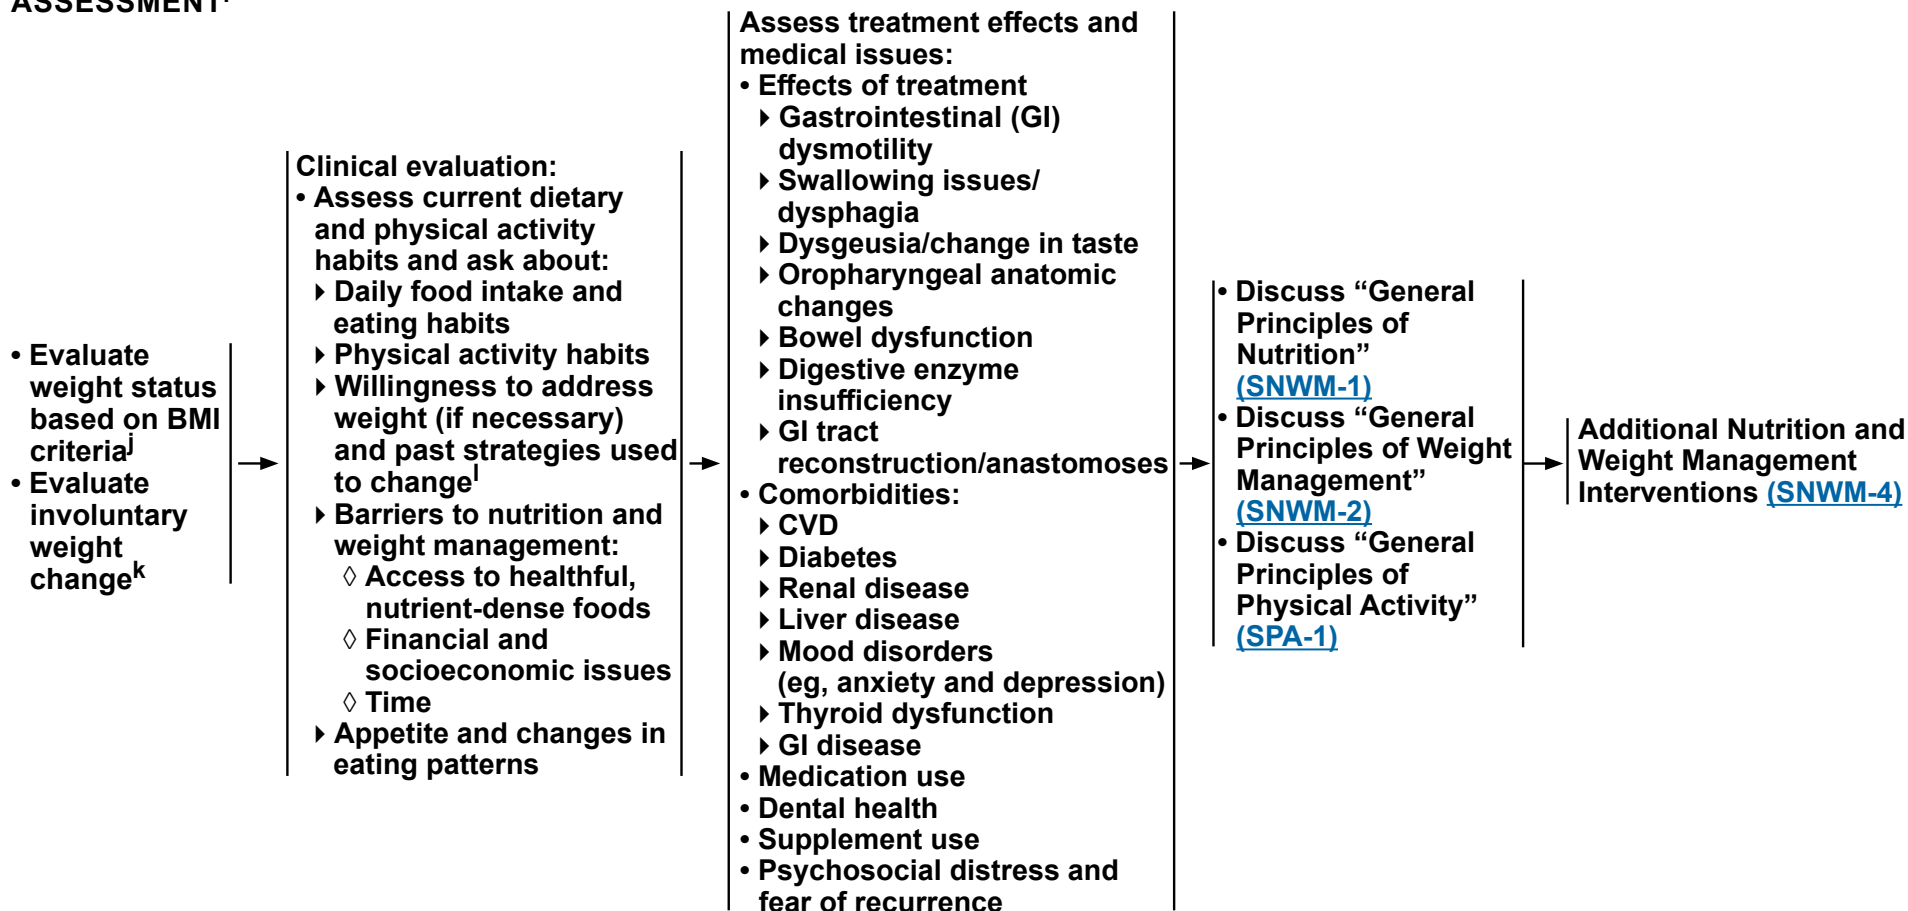 ASSESSMENT
• Evaluate
weight status
based on BMI
criteriaj
• Evaluate
involuntary
weight
changek
Clinical evaluation:
• Assess current dietary
and physical activity
habits and ask about:
‣ Daily food intake and
eating habits
‣ Physical activity habits
‣ Willingness to address
weight (if necessary)
and past strategies used
to changel
‣ Barriers to nutrition and
weight management:
◊ Access to healthful,
nutrient-dense foods
◊ Financial and
socioeconomic issues
◊ Time
‣ Appetite and changes in
eating patterns
Assess treatment effects and
medical issues:
• Effects of treatment
‣ Gastrointestinal (GI)
dysmotility
‣ Swallowing issues/
dysphagia
‣ Dysgeusia/change in taste
‣ Oropharyngeal anatomic
changes
‣ Bowel dysfunction
‣ Digestive enzyme
insufficiency
‣ GI tract
reconstruction/anastomoses
• Comorbidities:
‣ CVD
‣ Diabetes
‣ Renal disease
‣ Liver disease
‣ Mood disorders
(eg, anxiety and depression)
‣ Thyroid dysfunction
‣ GI disease
• Medication use
• Dental health
• Supplement use
• Psychosocial distress and
fear of recurrence
• Discuss “General
Principles of
Nutrition”
(SNWM-1)
• Discuss “General
Principles of Weight
Management”
(SNWM-2)
• Discuss “General
Principles of
Physical Activity”
(SPA-1)
Additional Nutrition and
Weight Management
Interventions (SNWM-4)